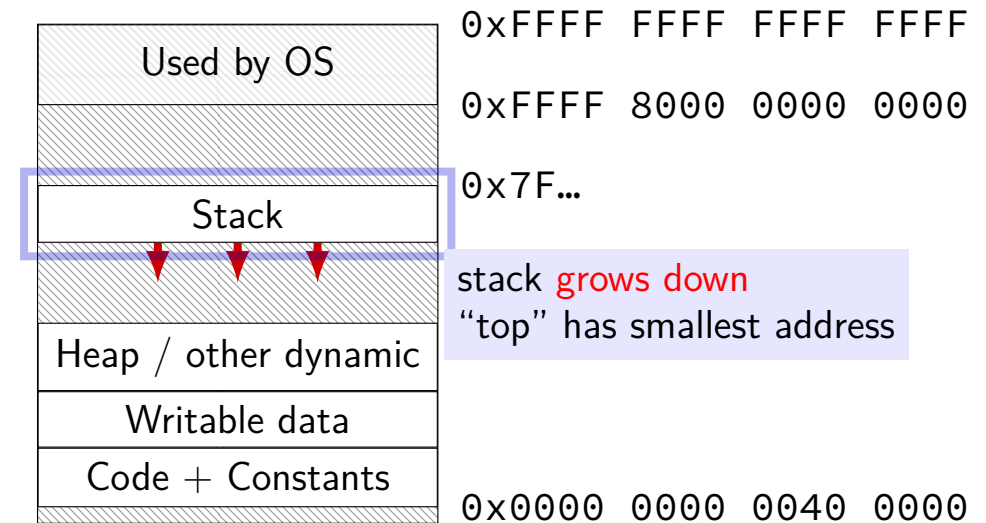 0xFFFF FFFF FFFF FFFF
Used by OS
0xFFFF 8000 0000 0000
0x7F…
Stack
stack grows down
“top” has smallest address
Heap / other dynamic
Writable data
Code + Constants
0x0000 0000 0040 0000